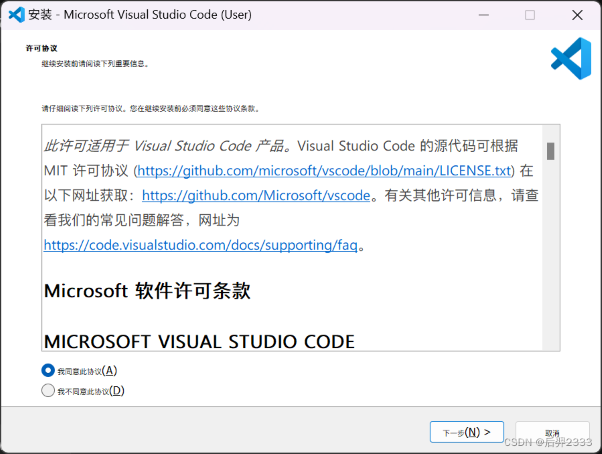 安装 - Microsoft Visual Studio Code (User)
许可协议
继续安装前请阅读下列重要信息。
请仔细阅读下列许可协议。您在继续安装前必须同意这些协议条款。
此许可适用于 Visual Studio Code 产品。Visual Studio Code 的源代码可根据
MIT 许可协议 (https://github.com/microsoft/vscode/blob/main/LICENSE.txt) 在
以下网址获取：https://github.com/Microsoft/vscode。有关其他许可信息，请查
看我们的常见问题解答，网址为
https://code.visualstudio.com/docs/supporting/faq。
Microsoft 软件许可条款
MICROSOFT VISUAL STUDIO CODE
我同意此协议(A)
我不同意此协议(D)
下一步(N) >
取消
CSDN @后羿2333